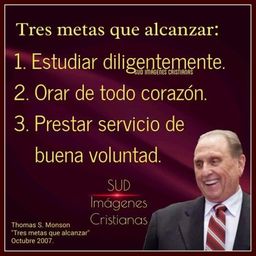 Tres metas que alcanzar:
1. Estudiar diligentemente.
SUD IMAGENES CRISTIANAS
2. Orar de todo corazón.
3. Prestar servicio de
buena voluntad.
SUD
Imágenes
Cristianas
Thomas S. Monson
"Tres metas que alcanzar"
Octubre 2007.